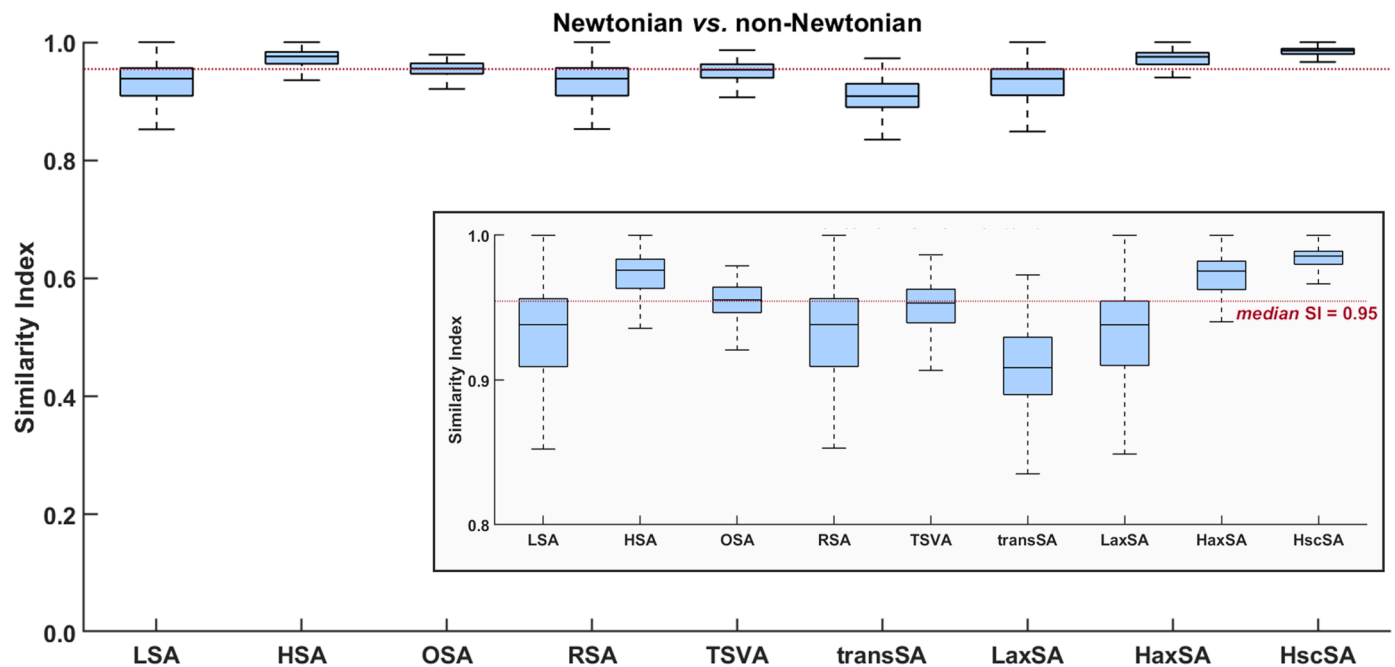 Newtonian vs. non-Newtonian
Similarity Index
1.0
0.8
0.6
0.4
0.2
0.0
LSA HSA OSA RSA TSVA transSA LaxSA HaxSA HscSA
Similarity Index
1.0
0.9
0.8
median SI = 0.95
LSA HSA OSA RSA TSVA transSA LaxSA HaxSA HscSA